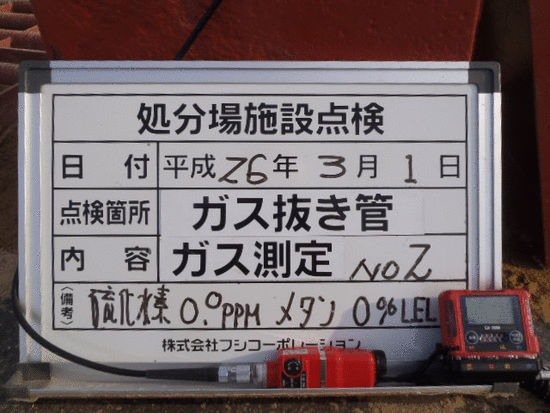 処分場施設点検
日 付 平成26年3月1日
点検箇所 ガス抜き管
内 容 ガス測定 NO2
〈備考〉 硫化水素 0.0PPM メタン 0%LEL
株式会社フジコーポレーション